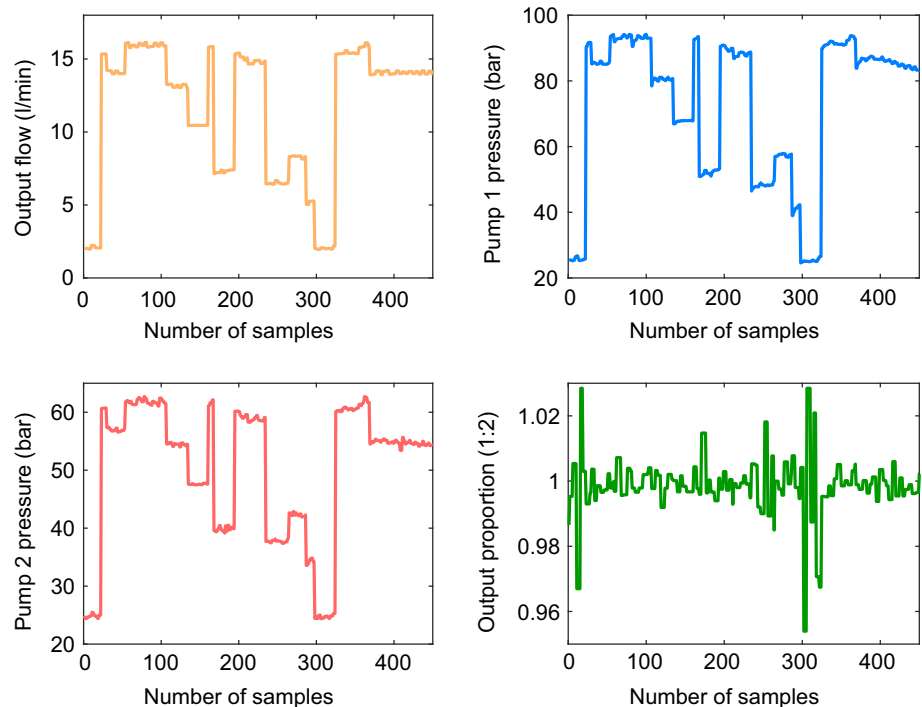 Output flow (l/min)
15
10
5
0
0 100 200 300 400
Number of samples
Pump 1 pressure (bar)
100
80
60
40
20
0 100 200 300 400
Number of samples
Pump 2 pressure (bar)
60
50
40
30
20
0 100 200 300 400
Number of samples
Output proportion (1:2)
1.02
1
0.98
0.96
0 100 200 300 400
Number of samples